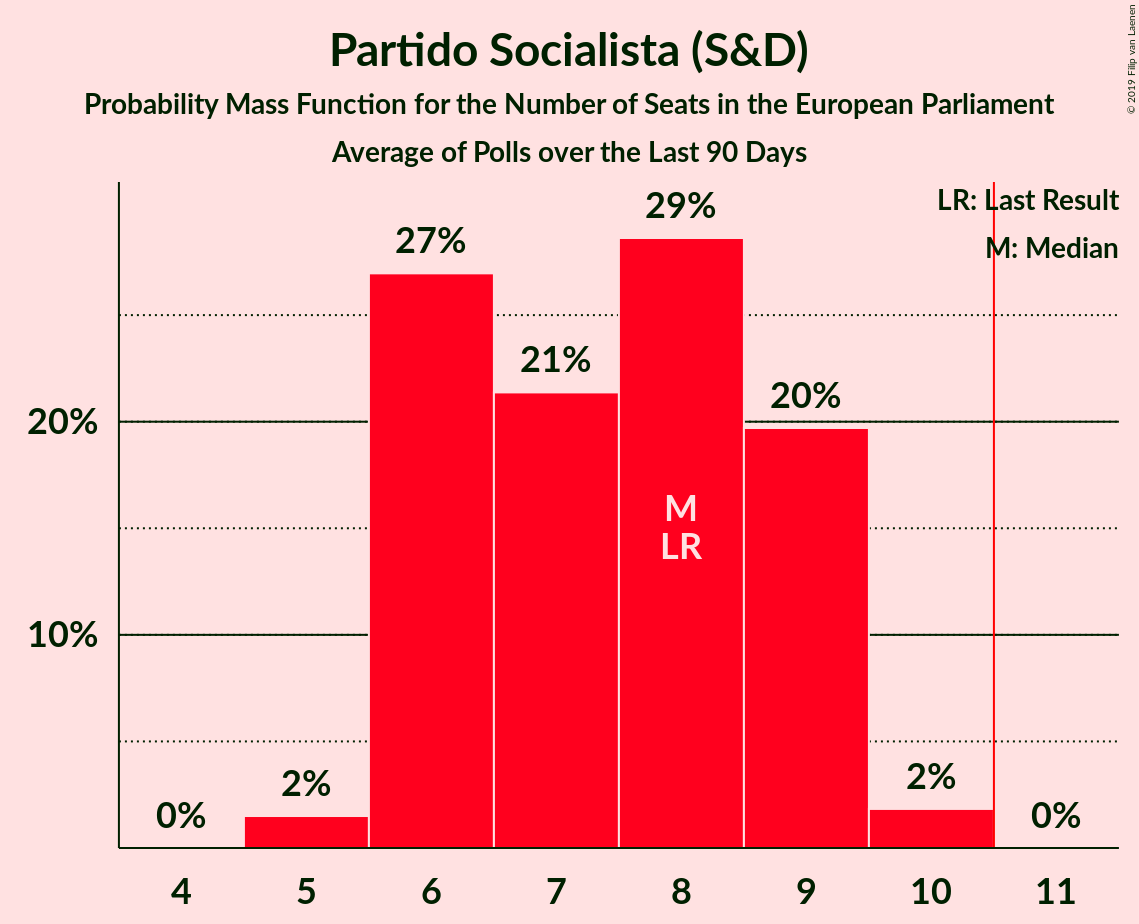 Partido Socialista (S&D)
Probability Mass Function for the Number of Seats in the European Parliament
Average of Polls over the Last 90 Days
© 2019 Filip van Laenen
LR: Last Result
M: Median
29%
27%
21%
20%
20%
M
LR
10%
2%
2%
0%
0%
4 5 6 7 8 9 10 11